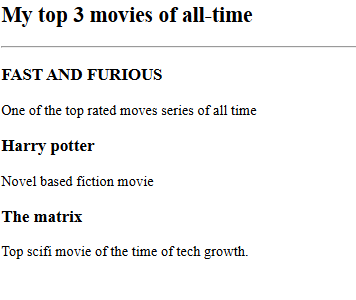 My top 3 movies of all-time
FAST AND FURIOUS
One of the top rated moves series of all time
Harry potter
Novel based fiction movie
The matrix
Top scifi movie of the time of tech growth.